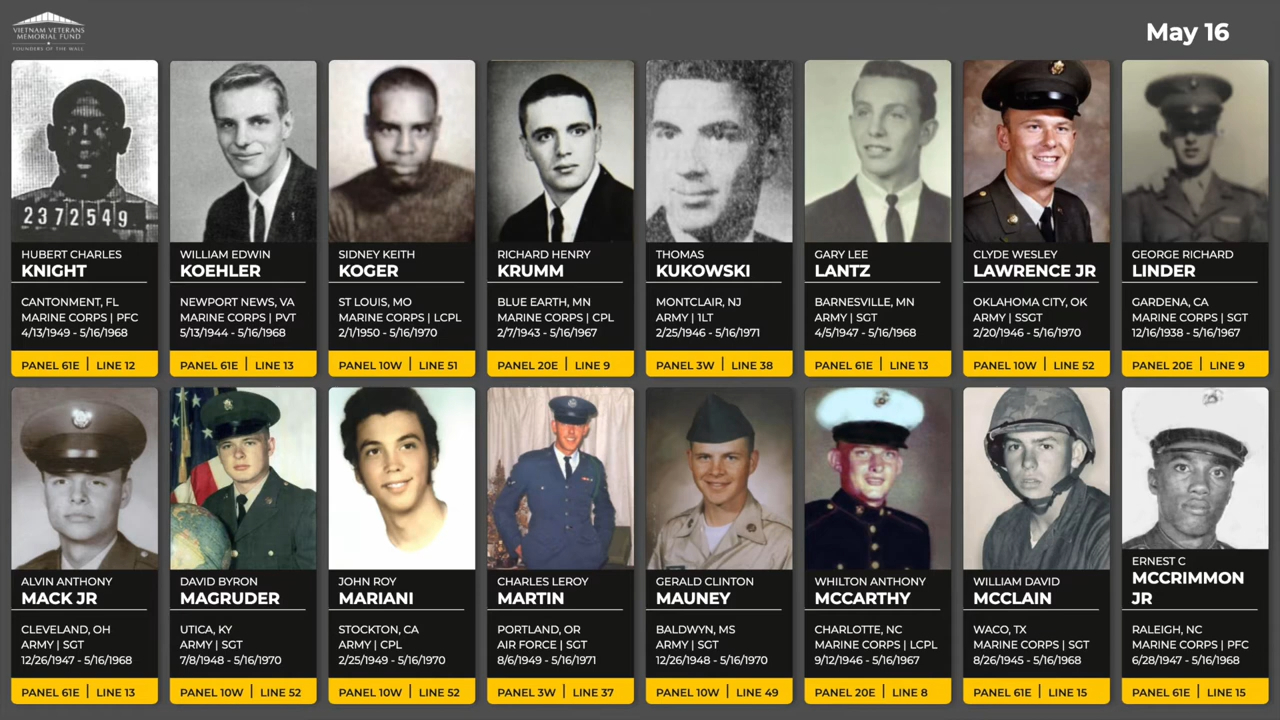 VIETNAM VETERANS
MEMORIAL FUND
FOUNDERS OF THE WALL
May 16
2372549
HUBERT CHARLES
KNIGHT
CANTONMENT, FL
MARINE CORPS | PFC
4/13/1949 - 5/16/1968
PANEL 61E | LINE 12
WILLIAM EDWIN
KOEHLER
NEWPORT NEWS, VA
MARINE CORPS | PVT
5/13/1944 - 5/16/1968
PANEL 61E | LINE 13
SIDNEY KEITH
KOGER
ST LOUIS, MO
MARINE CORPS | LCPL
2/1/1950 - 5/16/1970
PANEL 10W | LINE 51
RICHARD HENRY
KRUMM
BLUE EARTH, MN
MARINE CORPS | CPL
2/7/1943 - 5/16/1967
PANEL 20E | LINE 9
THOMAS
KUKOWSKI
MONTCLAIR, NJ
ARMY | 1LT
2/25/1946 - 5/16/1971
PANEL 3W | LINE 38
GARY LEE
LANTZ
BARNESVILLE, MN
ARMY | SGT
4/5/1947 - 5/16/1968
PANEL 61E | LINE 13
CLYDE WESLEY
LAWRENCE JR
OKLAHOMA CITY, OK
ARMY | SSGT
2/20/1946 - 5/16/1970
PANEL 10W | LINE 52
GEORGE RICHARD
LINDER
GARDENA, CA
MARINE CORPS | SGT
12/16/1938 - 5/16/1967
PANEL 20E | LINE 9
ALVIN ANTHONY
MACK JR
CLEVELAND, OH
ARMY | SGT
12/26/1947 - 5/16/1968
PANEL 61E | LINE 13
DAVID BYRON
MAGRUDER
UTICA, KY
ARMY | SGT
7/8/1948 - 5/16/1970
PANEL 10W | LINE 52
JOHN ROY
MARIANI
STOCKTON, CA
ARMY | CPL
2/25/1949 - 5/16/1970
PANEL 10W | LINE 52
CHARLES LEROY
MARTIN
PORTLAND, OR
AIR FORCE | SGT
8/6/1949 - 5/16/1971
PANEL 3W | LINE 37
GERALD CLINTON
MAUNEY
BALDWYN, MS
ARMY | SGT
12/26/1948 - 5/16/1970
PANEL 10W | LINE 49
WHILTON ANTHONY
MCCARTHY
CHARLOTTE, NC
MARINE CORPS | LCPL
9/12/1946 - 5/16/1967
PANEL 20E | LINE 8
WILLIAM DAVID
MCCLAIN
WACO, TX
MARINE CORPS | SGT
8/26/1945 - 5/16/1968
PANEL 61E | LINE 15
ERNEST C
MCCRIMMON
JR
RALEIGH, NC
MARINE CORPS | PFC
6/28/1947 - 5/16/1968
PANEL 61E | LINE 15